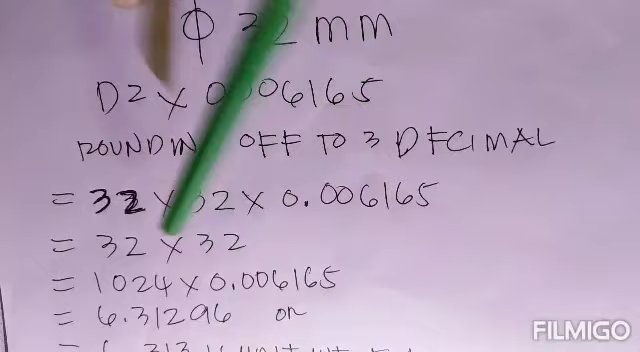 ϕ 32 mm
D2 x 0.006165
ROUNDIN OFF TO 3 DECIMAL
= 32 x 32 x 0.006165
= 32 x 32
= 1024 x 0.006165
= 6.31296 or
FILMIGO